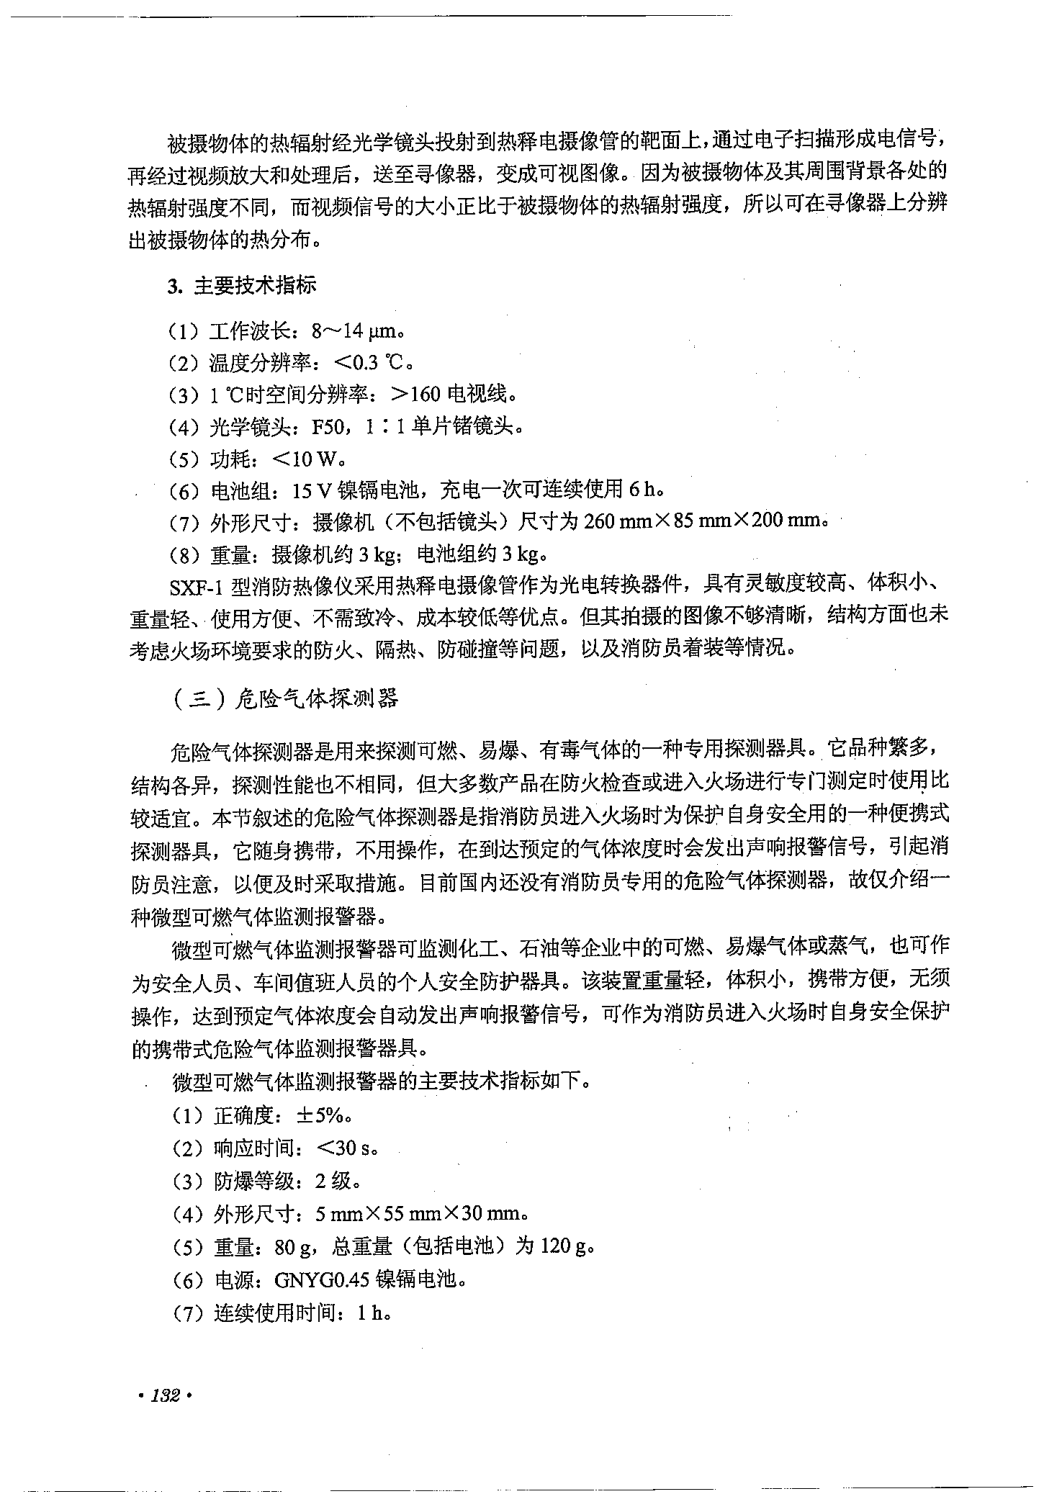 被摄物体的热辐射经光学镜头投射到热释电摄像管的靶面上,通过电子扫描形成电信号,
再经过视频放大和处理后，送至寻像器，变成可视图像。因为被摄物体及其周围背景各处的
热辐射强度不同，而视频信号的大小正比于被摄物体的热辐射强度，所以可在寻像器上分辨
出被摄物体的热分布。
3. 主要技术指标
（1）工作波长：8～14 μm。
（2）温度分辨率：＜0.3 ℃。
（3）1 ℃时空间分辨率：＞160 电视线。
（4）光学镜头：F50，1∶1 单片锗镜头。
（5）功耗：＜10 W。
（6）电池组：15 V 镍镉电池，充电一次可连续使用 6 h。
（7）外形尺寸：摄像机（不包括镜头）尺寸为 260 mm×85 mm×200 mm。
（8）重量：摄像机约 3 kg；电池组约 3 kg。
SXF-1 型消防热像仪采用热释电摄像管作为光电转换器件，具有灵敏度较高、体积小、
重量轻、使用方便、不需致冷、成本较低等优点。但其拍摄的图像不够清晰，结构方面也未
考虑火场环境要求的防火、隔热、防碰撞等问题，以及消防员着装等情况。
（三）危险气体探测器
危险气体探测器是用来探测可燃、易爆、有毒气体的一种专用探测器具。它品种繁多，
结构各异，探测性能也不相同，但大多数产品在防火检查或进入火场进行专门测定时使用比
较适宜。本节叙述的危险气体探测器是指消防员进入火场时为保护自身安全用的一种便携式
探测器具，它随身携带，不用操作，在到达预定的气体浓度时会发出声响报警信号，引起消
防员注意，以便及时采取措施。目前国内还没有消防员专用的危险气体探测器，故仅介绍一
种微型可燃气体监测报警器。
微型可燃气体监测报警器可监测化工、石油等企业中的可燃、易爆气体或蒸气，也可作
为安全人员、车间值班人员的个人安全防护器具。该装置重量轻，体积小，携带方便，无须
操作，达到预定气体浓度会自动发出声响报警信号，可作为消防员进入火场时自身安全保护
的携带式危险气体监测报警器具。
微型可燃气体监测报警器的主要技术指标如下。
（1）正确度：±5%。
（2）响应时间：＜30 s。
（3）防爆等级：2 级。
（4）外形尺寸：5 mm×55 mm×30 mm。
（5）重量：80 g，总重量（包括电池）为 120 g。
（6）电源：GNYG0.45 镍镉电池。
（7）连续使用时间：1 h。
·132·